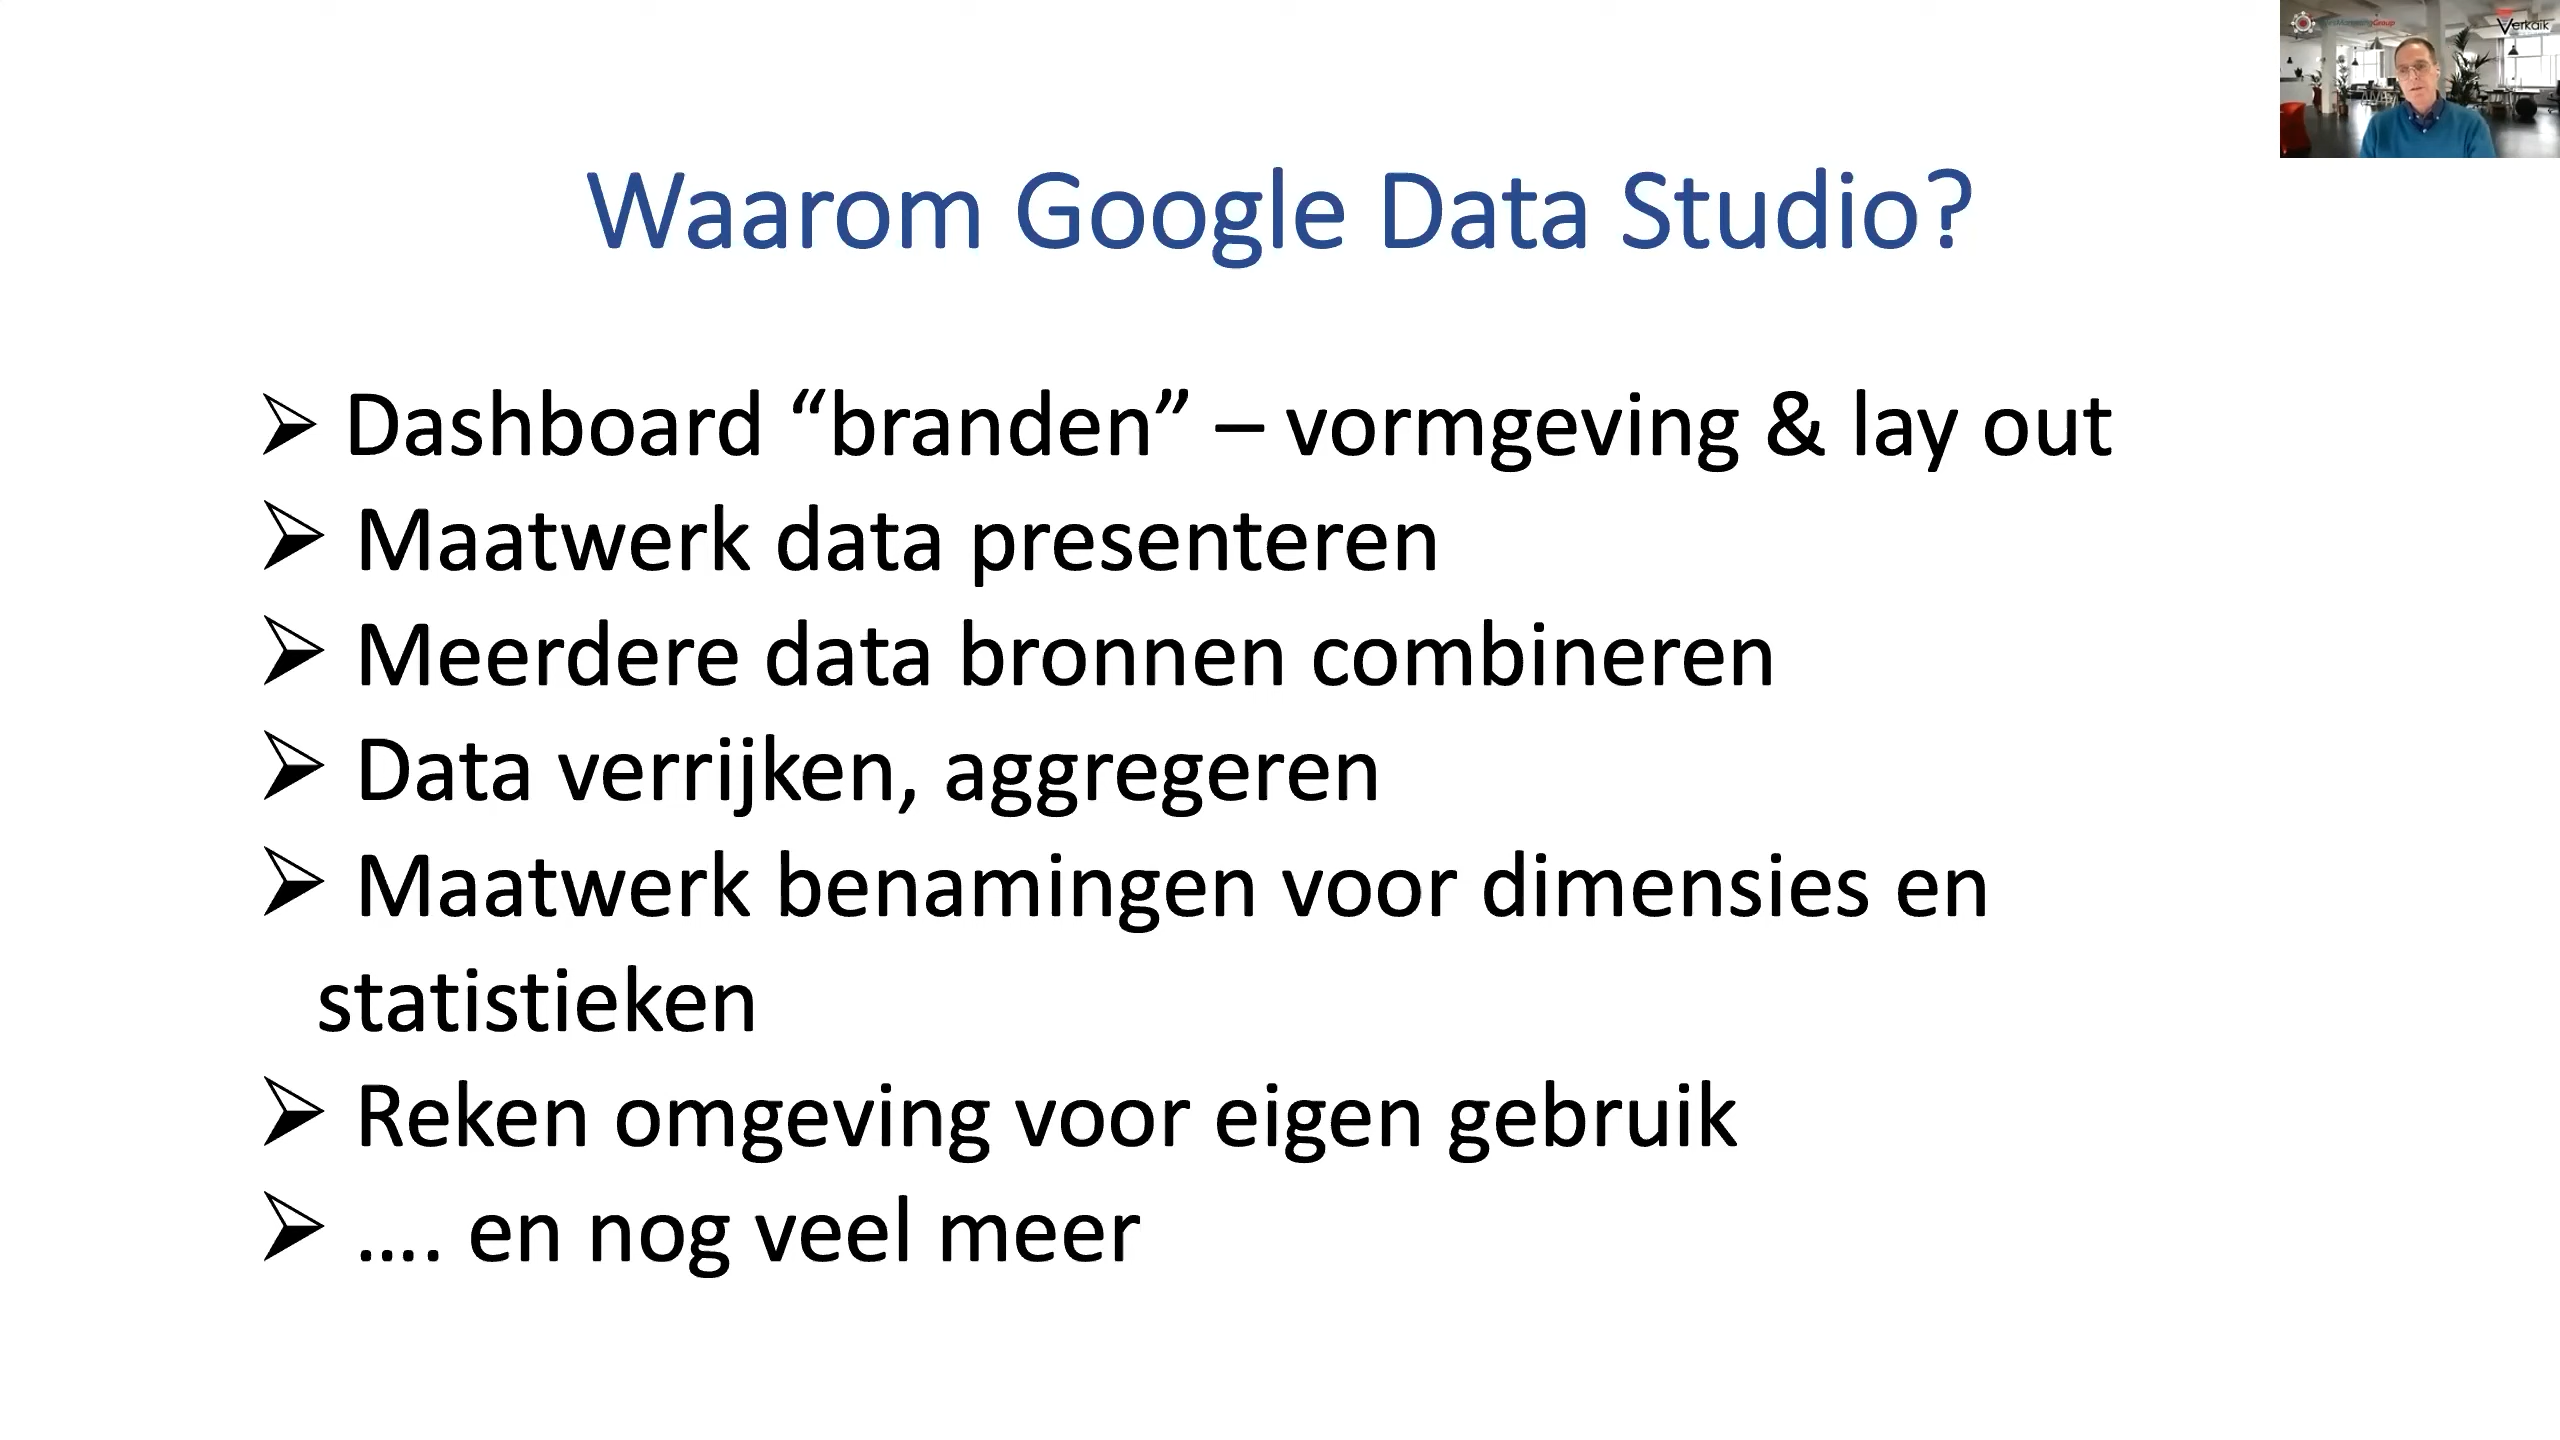 Verkaik
Waarom Google Data Studio?
➢ Dashboard “branden” – vormgeving & lay out
➢ Maatwerk data presenteren
➢ Meerdere data bronnen combineren
➢ Data verrijken, aggregeren
➢ Maatwerk benamingen voor dimensies en
statistieken
➢ Reken omgeving voor eigen gebruik
➢ .... en nog veel meer